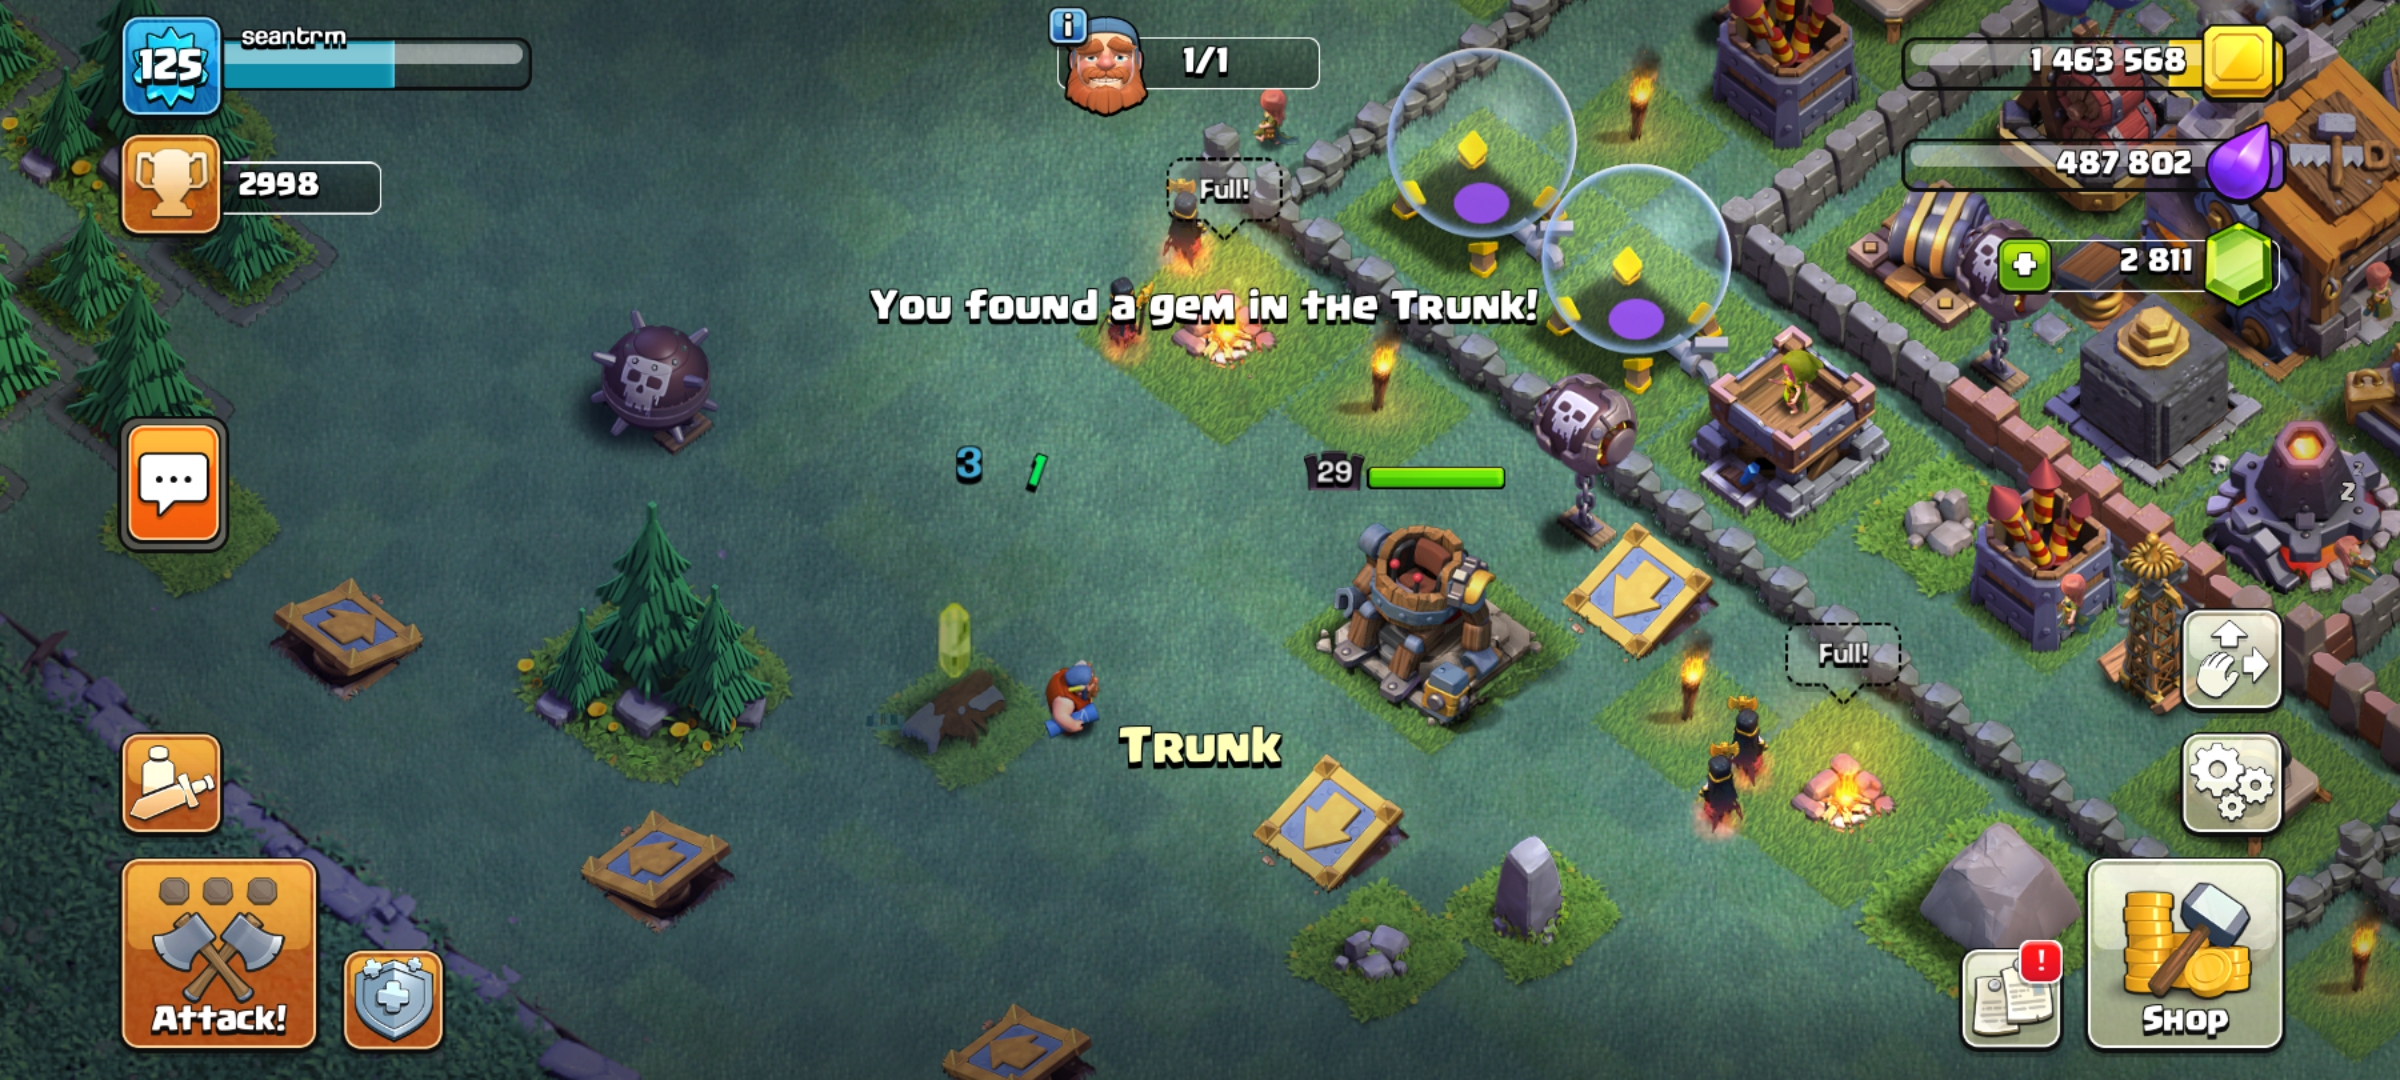 seantrm
125
1/1
1 463 568
2998
Full!
487 802
2 811
You found a gem in the Trunk!
3
1
29
z
z
Full!
Trunk
!
Attack!
Shop